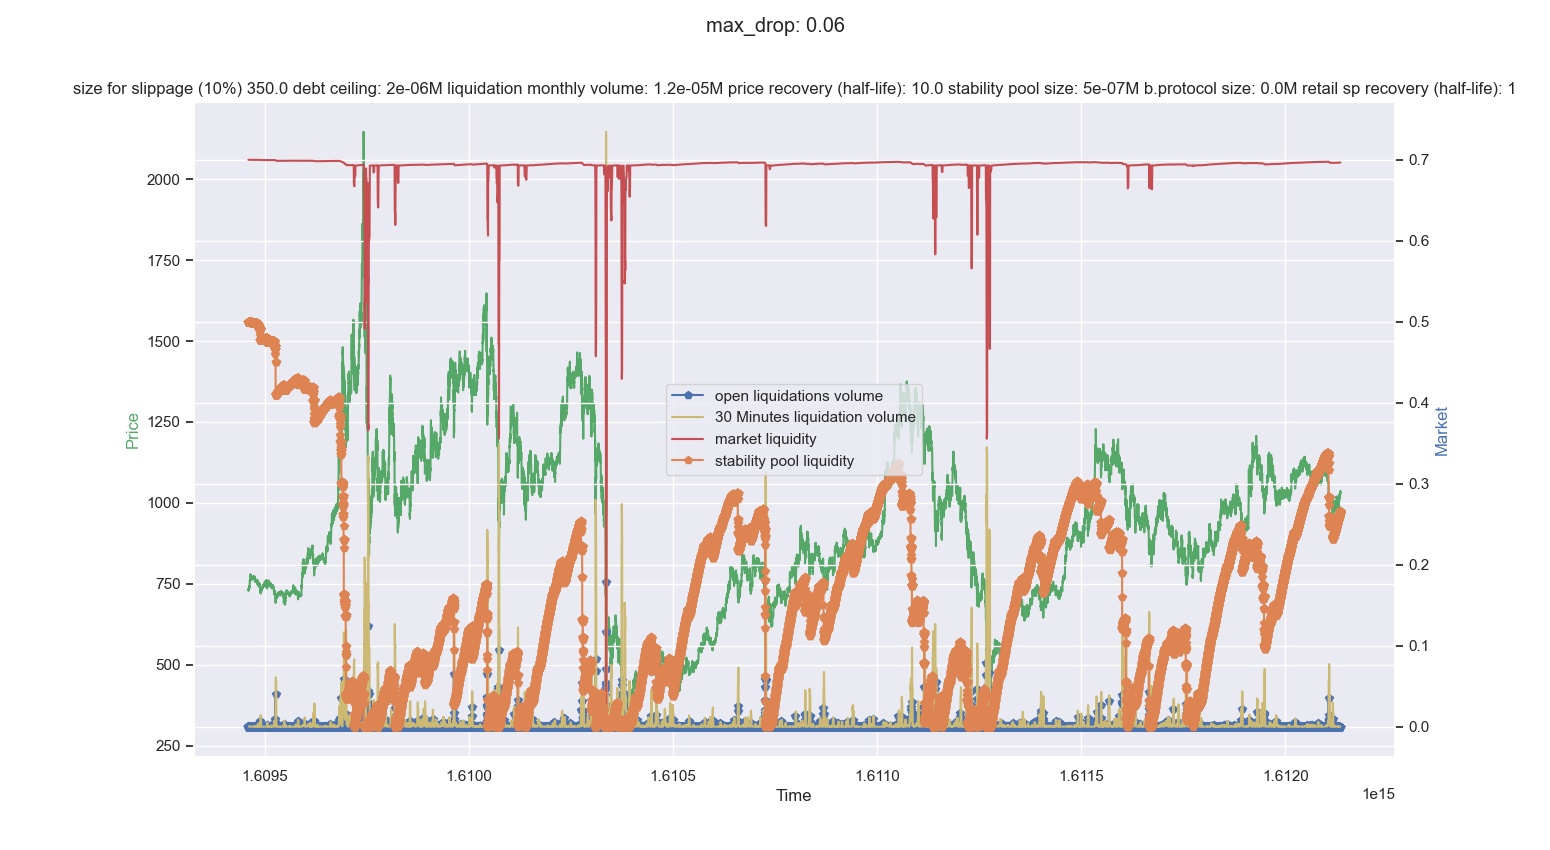 max_drop: 0.06
size for slippage (10%) 350.0 debt ceiling: 2e-06M liquidation monthly volume: 1.2e-05M price recovery (half-life): 10.0 stability pool size: 5e-07M b.protocol size: 0.0M retail sp recovery (half-life): 1
2000
1750
1500
1250
1000
750
500
250
Price
open liquidations volume
30 Minutes liquidation volume
market liquidity
stability pool liquidity
0.7
0.6
0.5
0.4
0.3
0.2
0.1
0.0
Market
1.6095 1.6100 1.6105 1.6110 1.6115 1.6120
Time
1e15